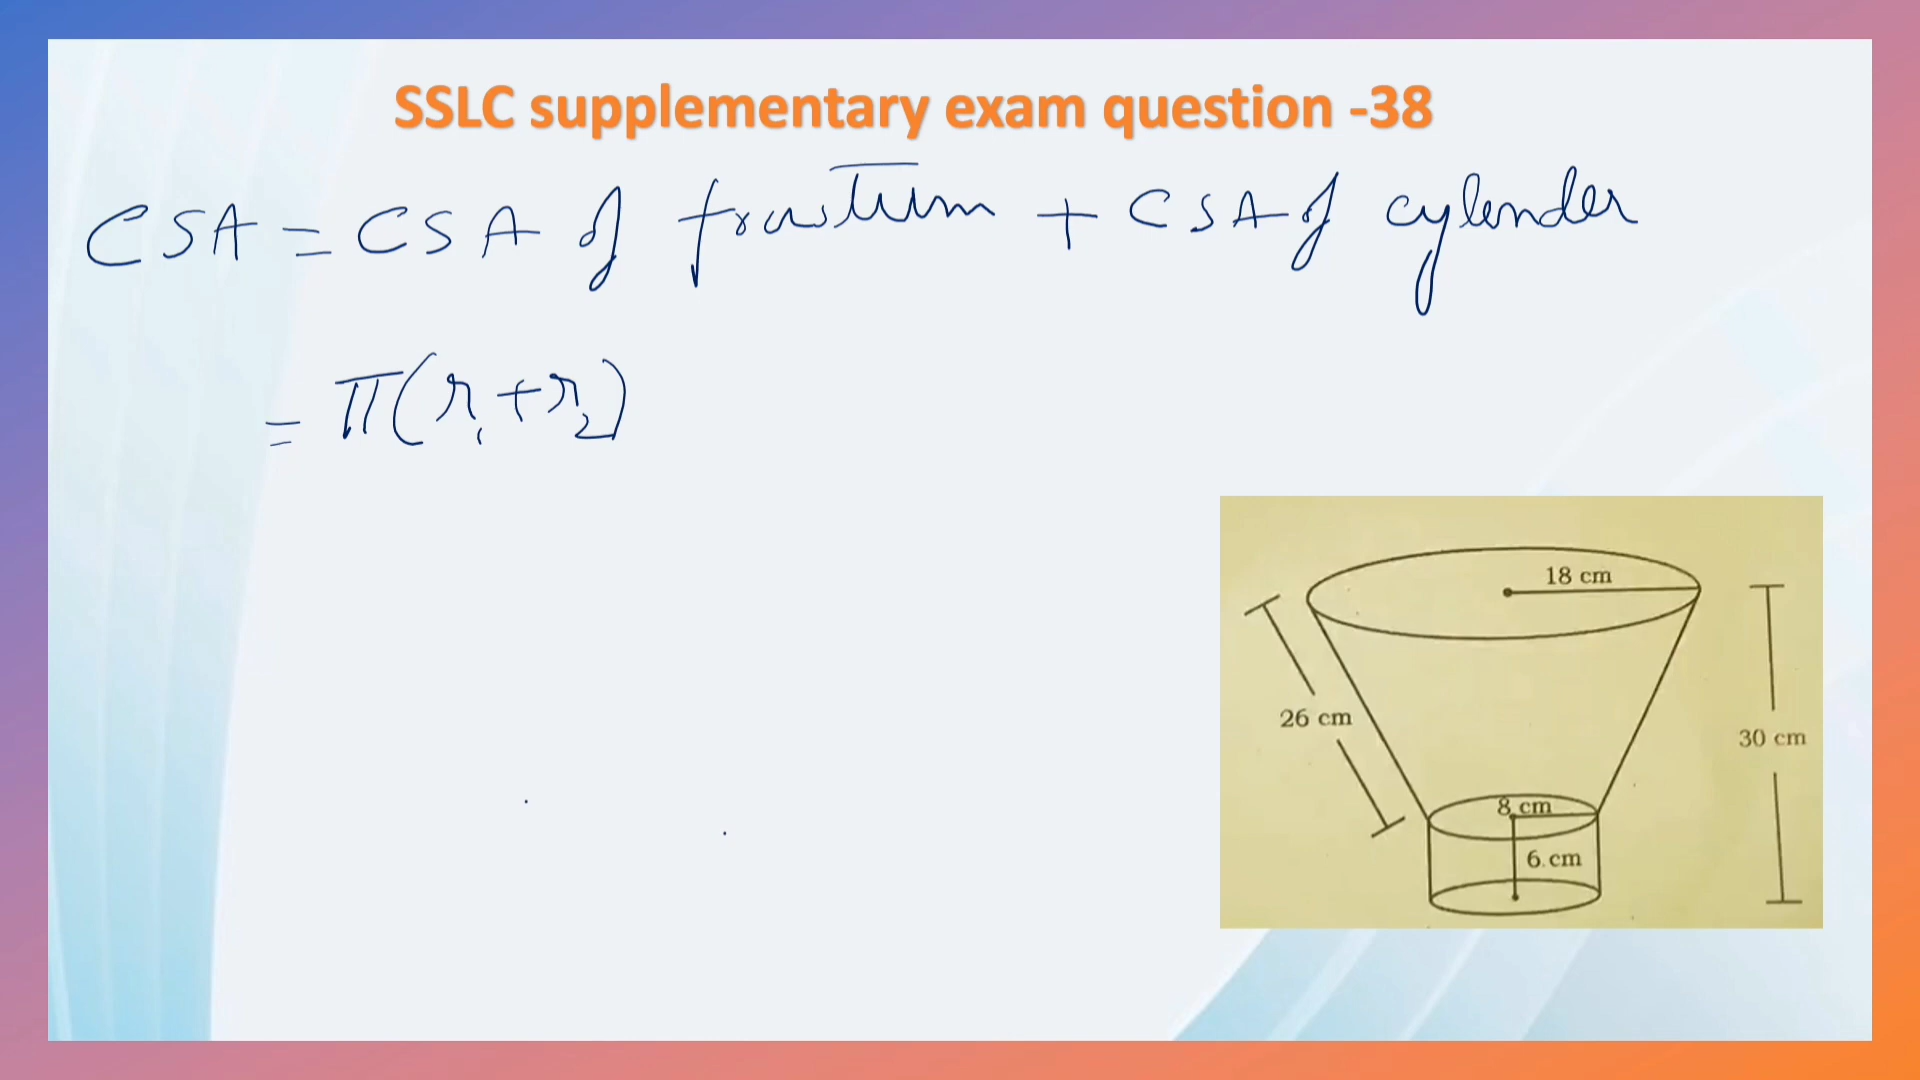 SSLC supplementary exam question -38
CSA = CSA of frustum + CSA of cylender
= π(r₁+r₂)
18 cm
26 cm
30 cm
8 cm
6.cm